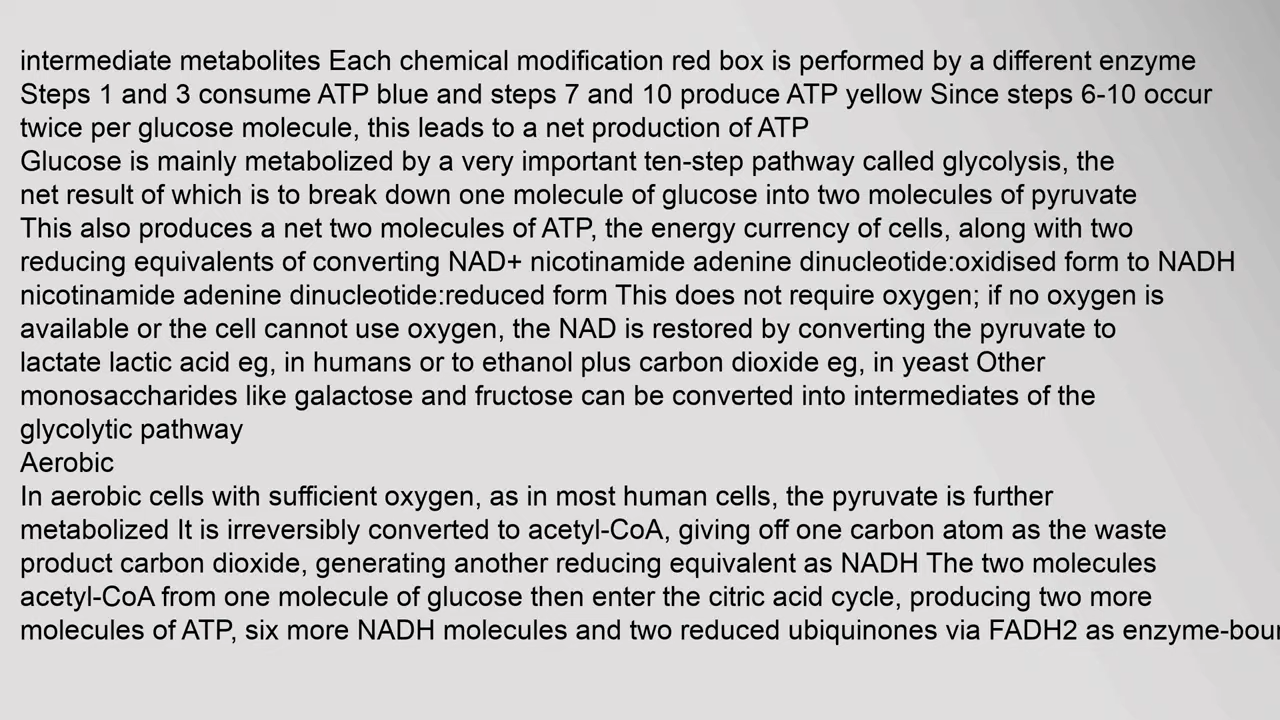 intermediate metabolites Each chemical modification red box is performed by a different enzyme
Steps 1 and 3 consume ATP blue and steps 7 and 10 produce ATP yellow Since steps 6-10 occur
twice per glucose molecule, this leads to a net production of ATP
Glucose is mainly metabolized by a very important ten-step pathway called glycolysis, the
net result of which is to break down one molecule of glucose into two molecules of pyruvate
This also produces a net two molecules of ATP, the energy currency of cells, along with two
reducing equivalents of converting NAD+ nicotinamide adenine dinucleotide:oxidised form to NADH
nicotinamide adenine dinucleotide:reduced form This does not require oxygen; if no oxygen is
available or the cell cannot use oxygen, the NAD is restored by converting the pyruvate to
lactate lactic acid eg, in humans or to ethanol plus carbon dioxide eg, in yeast Other
monosaccharides like galactose and fructose can be converted into intermediates of the
glycolytic pathway
Aerobic
In aerobic cells with sufficient oxygen, as in most human cells, the pyruvate is further
metabolized It is irreversibly converted to acetyl-CoA, giving off one carbon atom as the waste
product carbon dioxide, generating another reducing equivalent as NADH The two molecules
acetyl-CoA from one molecule of glucose then enter the citric acid cycle, producing two more
molecules of ATP, six more NADH molecules and two reduced ubiquinones via FADH2 as